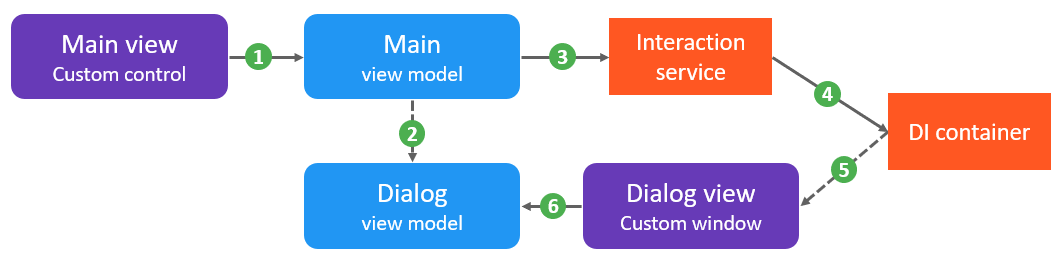 Main view
Custom control
1
Main
view model
3
Interaction
service
4
DI container
2
5
Dialog
view model
6
Dialog view
Custom window